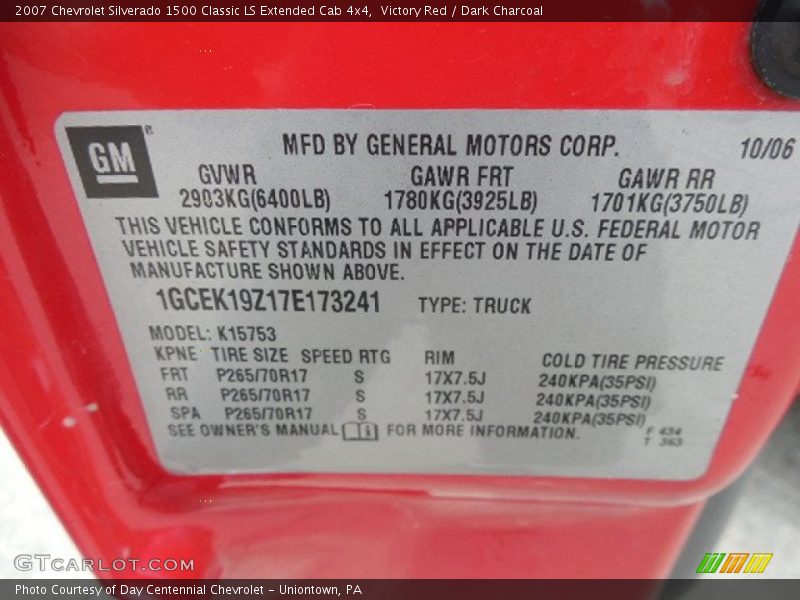 2007 Chevrolet Silverado 1500 Classic LS Extended Cab 4x4,  Victory Red / Dark Charcoal
GM®
MFD BY GENERAL MOTORS CORP. 10/06
GVWR GAWR FRT GAWR RR
2903KG(6400LB) 1780KG(3925LB) 1701KG(3750LB)
THIS VEHICLE CONFORMS TO ALL APPLICABLE U.S. FEDERAL MOTOR
VEHICLE SAFETY STANDARDS IN EFFECT ON THE DATE OF
MANUFACTURE SHOWN ABOVE.
1GCEK19Z17E173241 TYPE: TRUCK
MODEL: K15753
KPNE TIRE SIZE SPEED RTG RIM COLD TIRE PRESSURE
FRT P265/70R17 S 17X7.5J 240KPA(35PSI)
RR P265/70R17 S 17X7.5J 240KPA(35PSI)
SPA P265/70R17 S 17X7.5J 240KPA(35PSI)
SEE OWNER'S MANUAL FOR MORE INFORMATION.
F 434
T 363
GTCarLot.com
Photo Courtesy of Day Centennial Chevrolet - Uniontown, PA